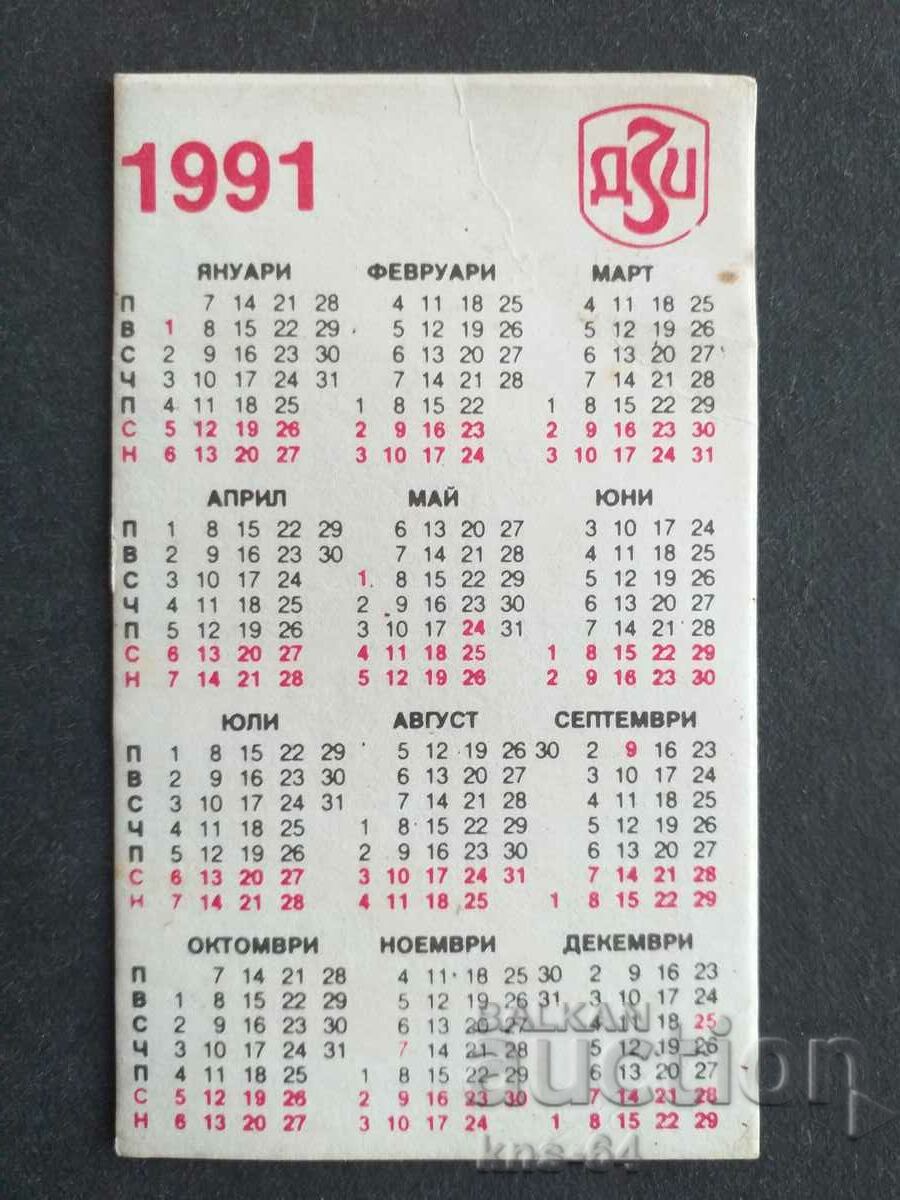 1991
ДЗИ
ЯНУАРИ ФЕВРУАРИ МАРТ
П 7 14 21 28 4 11 18 25 4 11 18 25
В 1 8 15 22 29 5 12 19 26 5 12 19 26
С 2 9 16 23 30 6 13 20 27 6 13 20 27
Ч 3 10 17 24 31 7 14 21 28 7 14 21 28
П 4 11 18 25 1 8 15 22 1 8 15 22 29
С 5 12 19 26 2 9 16 23 2 9 16 23 30
Н 6 13 20 27 3 10 17 24 3 10 17 24 31
АПРИЛ МАЙ ЮНИ
П 1 8 15 22 29 6 13 20 27 3 10 17 24
В 2 9 16 23 30 7 14 21 28 4 11 18 25
С 3 10 17 24 1 8 15 22 29 5 12 19 26
Ч 4 11 18 25 2 9 16 23 30 6 13 20 27
П 5 12 19 26 3 10 17 24 31 7 14 21 28
С 6 13 20 27 4 11 18 25 1 8 15 22 29
Н 7 14 21 28 5 12 19 26 2 9 16 23 30
ЮЛИ АВГУСТ СЕПТЕМВРИ
П 1 8 15 22 29 5 12 19 26 30 2 9 16 23
В 2 9 16 23 30 6 13 20 27 3 10 17 24
С 3 10 17 24 31 7 14 21 28 4 11 18 25
Ч 4 11 18 25 1 8 15 22 29 5 12 19 26
П 5 12 19 26 2 9 16 23 30 6 13 20 27
С 6 13 20 27 3 10 17 24 31 7 14 21 28
Н 7 14 21 28 4 11 18 25 1 8 15 22 29
ОКТОМВРИ НОЕМВРИ ДЕКЕМВРИ
П 7 14 21 28 4 11 18 25 30 2 9 16 23
В 1 8 15 22 29 5 12 19 26 31 3 10 17 24
С 2 9 16 23 30 6 13 20 27 4 11 18 25
Ч 3 10 17 24 31 7 14 21 28 5 12 19 26
П 4 11 18 25 1 8 15 22 29 6 13 20 27
С 5 12 19 26 2 9 16 23 30 7 14 21 28
Н 6 13 20 27 3 10 17 24 1 8 15 22 29
BALKAN
auction
kns-64